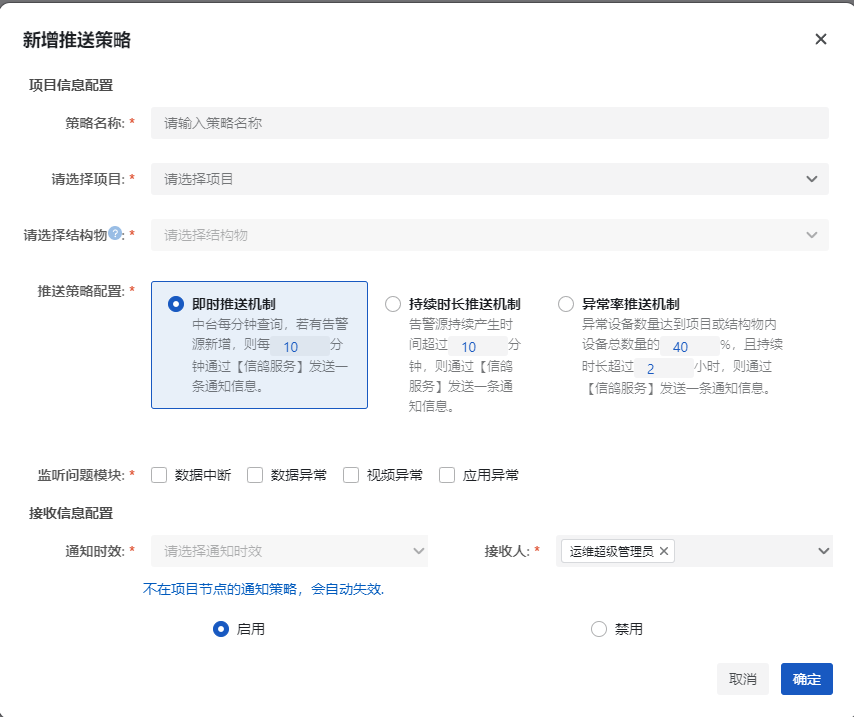 新增推送策略
项目信息配置
策略名称: *
请输入策略名称
请选择项目: *
请选择项目
请选择结构物?: *
请选择结构物
推送策略配置: *
即时推送机制
中台每分钟查询，若有告警
源新增，则每 10 分
钟通过【信鸽服务】发送一
条通知信息。
持续时长推送机制
告警源持续产生时
间超过 10 分
钟，则通过【信鸽
服务】发送一条通
知信息。
异常率推送机制
异常设备数量达到项目或结构物内
设备总数量的 40 %，且持续
时长超过 2 小时，则通过
【信鸽服务】发送一条通知信息。
监听问题模块: * 数据中断 数据异常 视频异常 应用异常
接收信息配置
通知时效: * 请选择通知时效 接收人: * 运维超级管理员
不在项目节点的通知策略，会自动失效.
启用 禁用
取消 确定